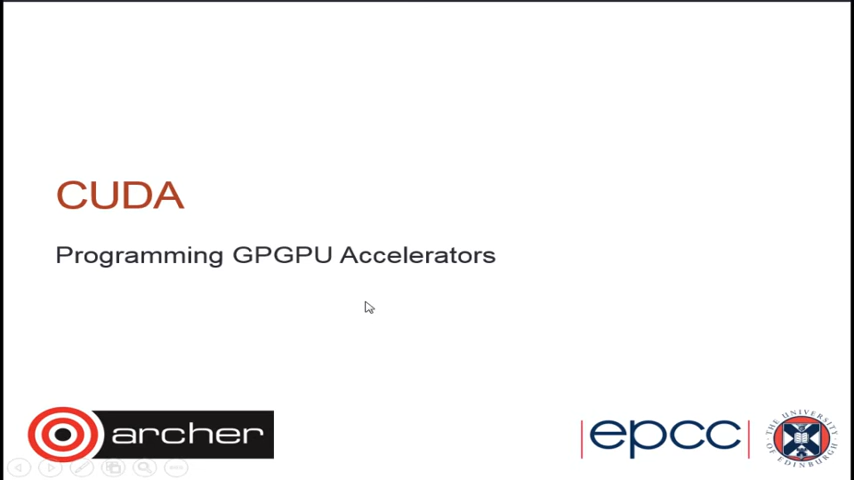 CUDA
Programming GPGPU Accelerators
archer
epcc
THE UNIVERSITY OF EDINBURGH